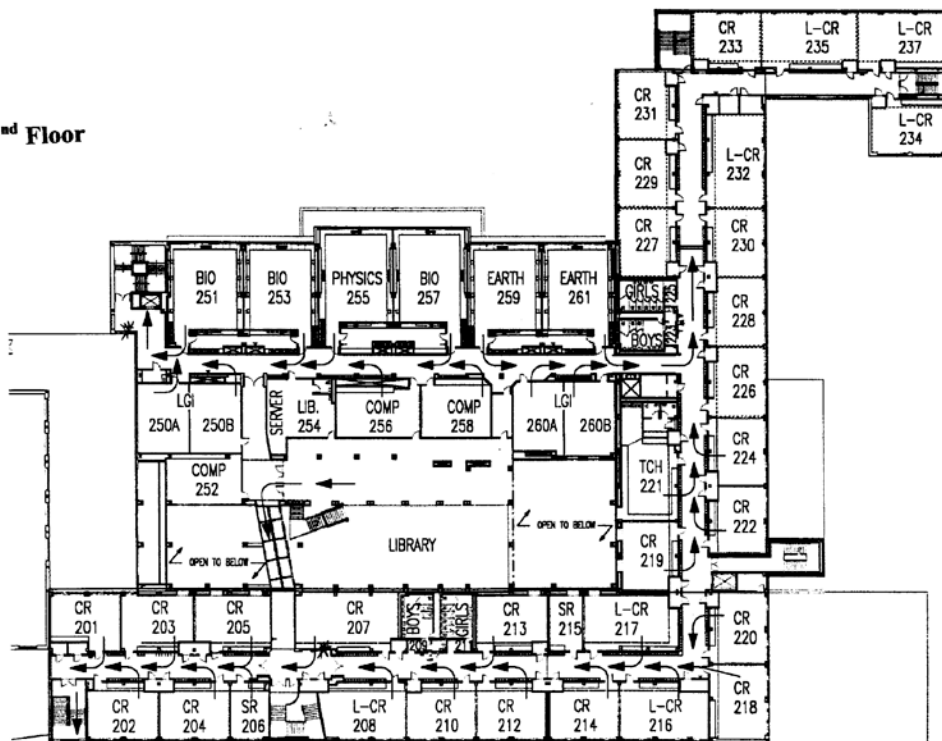 nd Floor
CR
233
L-CR
235
L-CR
237
CR
231
L-CR
234
CR
229
L-CR
232
CR
227
CR
230
BIO
251
BIO
253
PHYSICS
255
BIO
257
EARTH
259
EARTH
261
GIRLS
225
BOYS
CR
228
CR
226
LGI
250A
250B
SERVER
LIB.
254
COMP
256
COMP
258
LGI
260A
260B
CR
224
COMP
252
TCH
221
CR
222
OPEN TO BELOW
LIBRARY
OPEN TO BELOW
CR
219
CR
201
CR
203
CR
205
CR
207
BOYS
209
GIRLS
CR
213
SR
215
L-CR
217
CR
220
CR
218
CR
202
CR
204
SR
206
L-CR
208
CR
210
CR
212
CR
214
L-CR
216